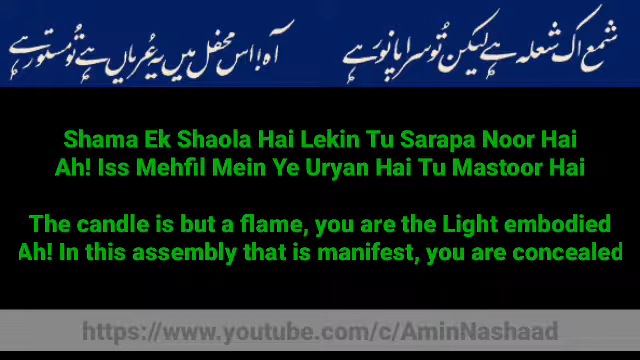 شمع اک شعلہ ہے لیکن تُو سراپا نور ہے
آہ! اس محفل میں یہ عُریاں ہے تُو مستور ہے
Shama Ek Shaola Hai Lekin Tu Sarapa Noor Hai
Ah! Iss Mehfil Mein Ye Uryan Hai Tu Mastoor Hai
The candle is but a flame, you are the Light embodied
Ah! In this assembly that is manifest, you are concealed
https://www.youtube.com/c/AminNashaad